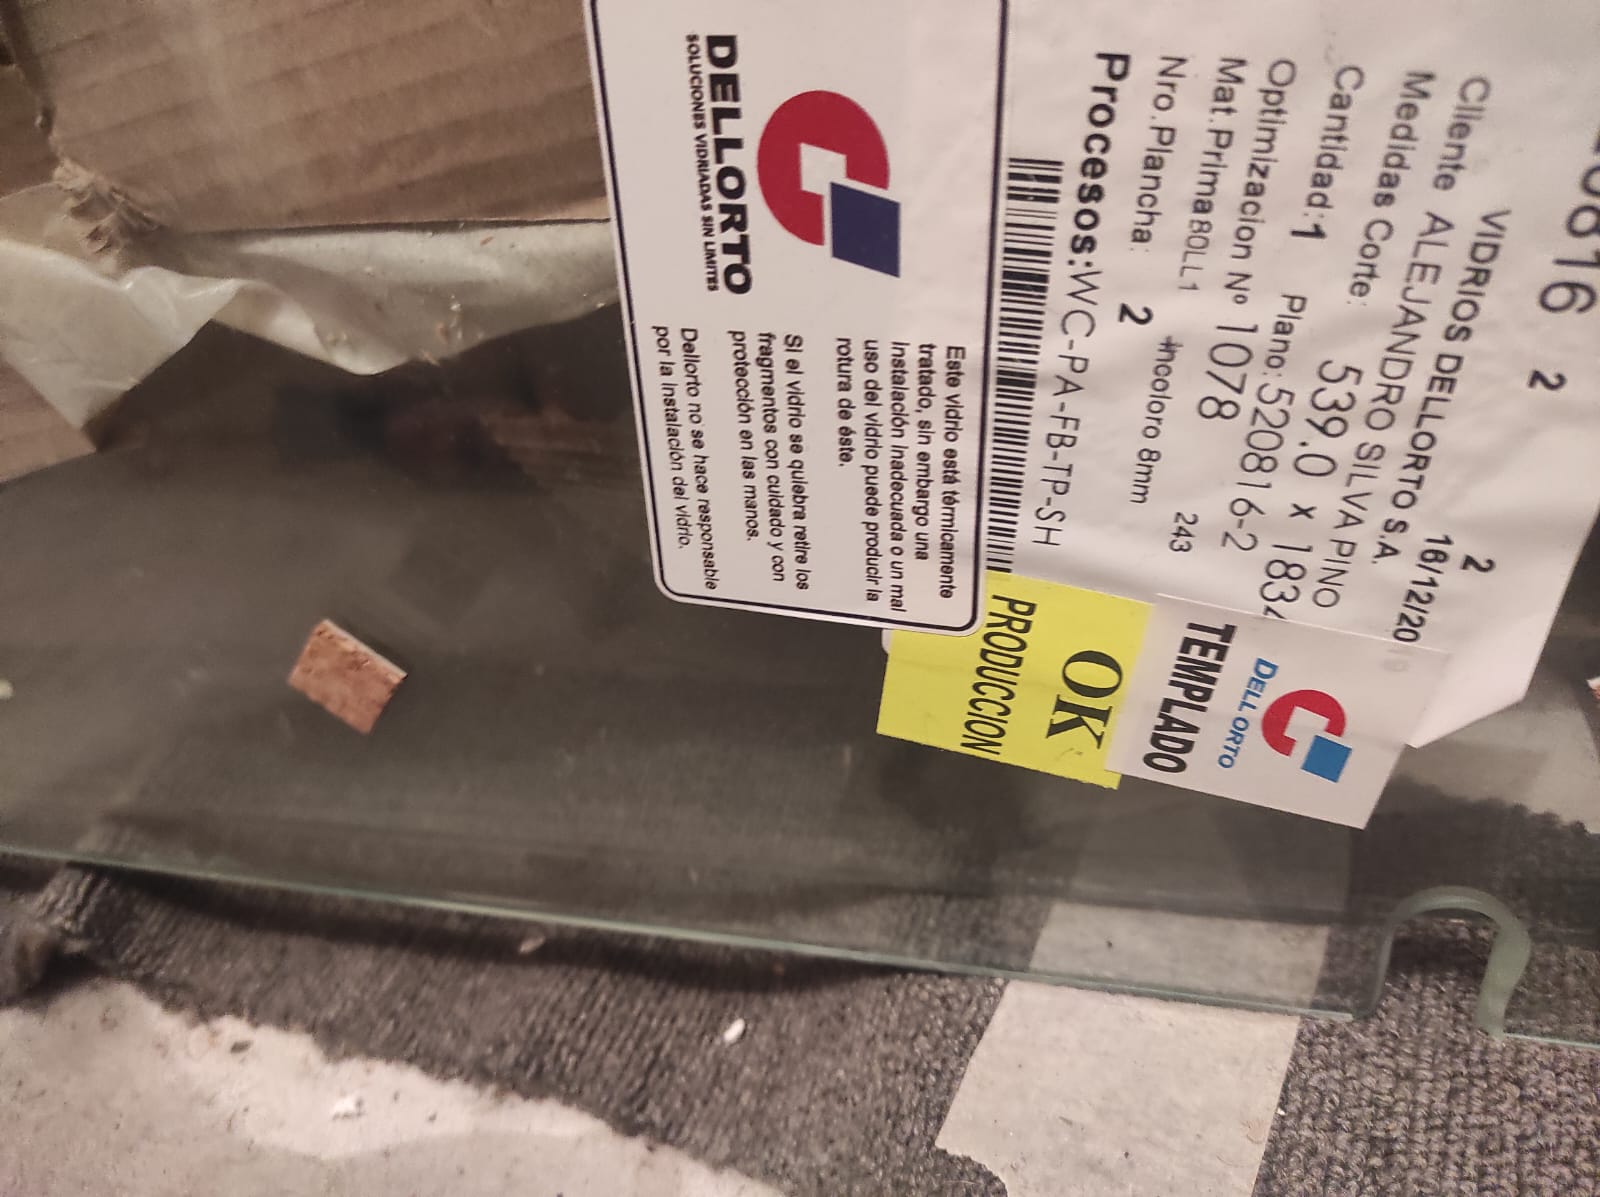 0816 2
VIDRIOS DELLORTO S.A. 2
Cliente ALEJANDRO SILVA PINO 16/12/20
Medidas Corte: 539.0 x 183
Cantidad: 1 Plano: 520816-2
Optimizacion Nº 1078
Mat.Prima 80LL1 incoloro 8mm 243
Nro.Plancha: 2
Procesos:WC-PA-FB-TP-SH
DELLORTO
TEMPLADO
OK
PRODUCCION
DELLORTO
SOLUCIONES VIDRIADAS SIN LIMITES
Este vidrio está térmicamente
tratado, sin embargo una
instalación inadecuada o un mal
uso del vidrio puede producir la
rotura de éste.
Si el vidrio se quiebra retire los
fragmentos con cuidado y con
protección en las manos.
Dellorto no se hace responsable
por la instalación del vidrio.